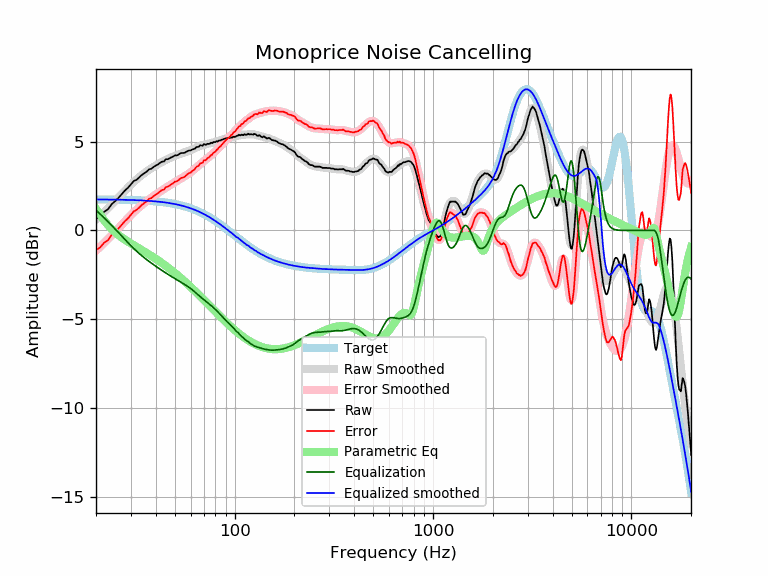 Monoprice Noise Cancelling
Amplitude (dBr)
5
0
−5
−10
−15
Target
Raw Smoothed
Error Smoothed
Raw
Error
Parametric Eq
Equalization
Equalized smoothed
100
1000
10000
Frequency (Hz)